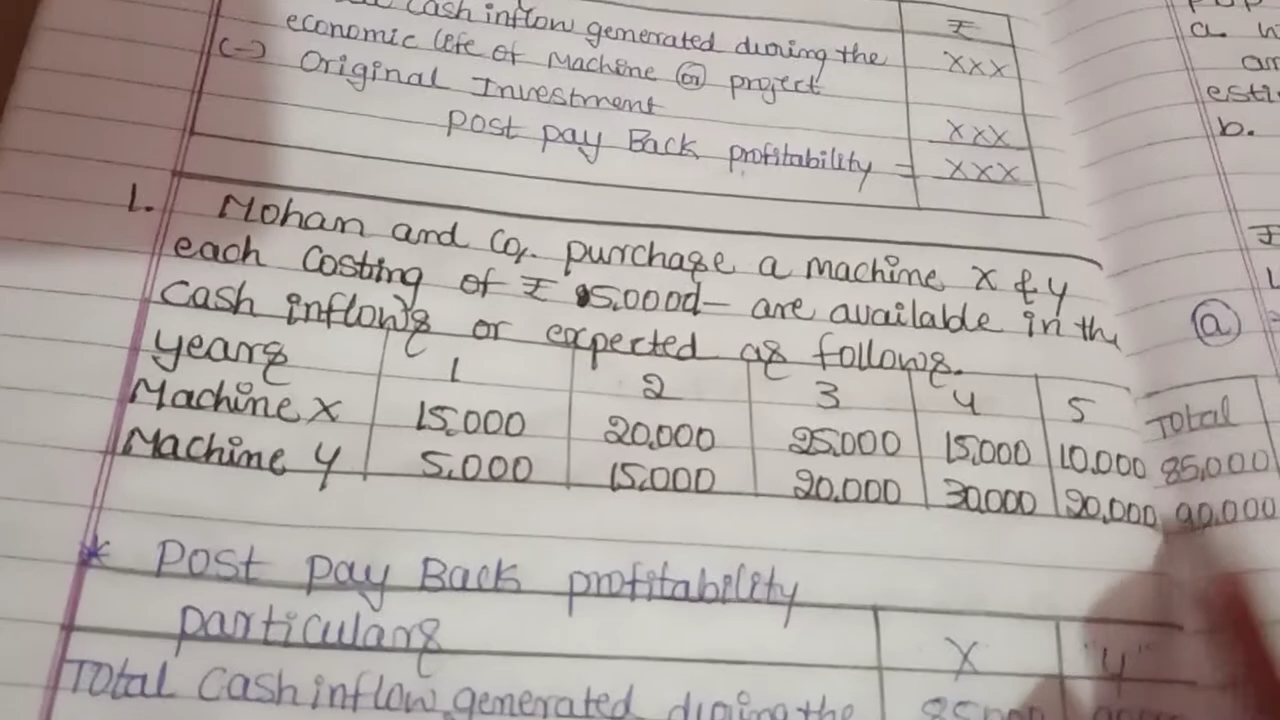 cash inflow generated during the ₹
economic life of Machine or project XXX
(-) Original Investment XXX
Post pay Back profitability = XXX
1. Mohan and Co,. purchase a machine X & Y
each Costing of ₹ 5.000d- are available in the
Cash inflow's or expected as follows.
years 1 2 3 4 5 Total
Machine X 15.000 20,000 25.000 15,000 10.000 85,000
Machine Y 5.000 15.000 20.000 30,000 20,000 90,000
* Post pay Back profitability
particulars X "Y"
Total Cash inflow generated during the
a
esti
b.
(a)